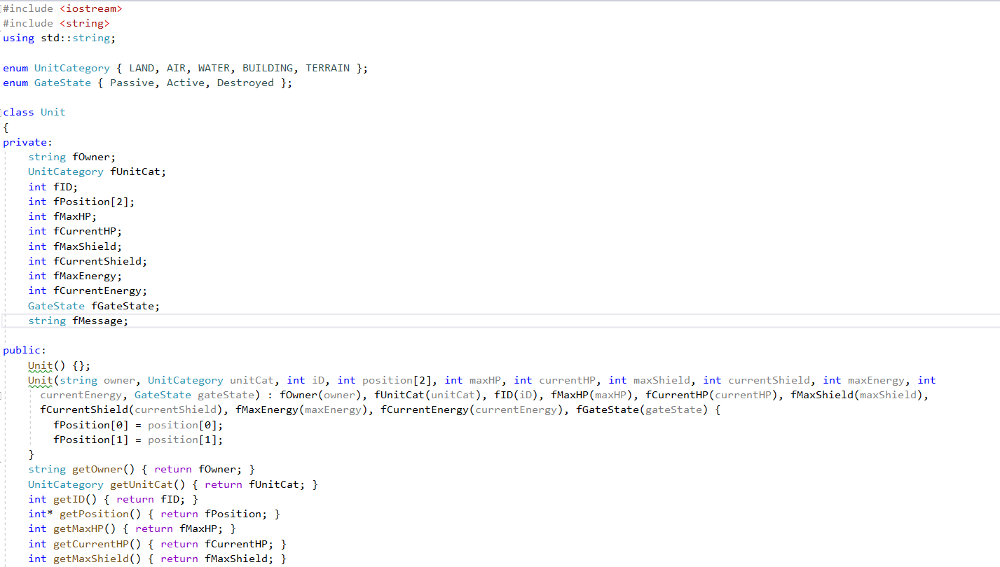 #include <iostream>
#include <string>
using std::string;

enum UnitCategory { LAND, AIR, WATER, BUILDING, TERRAIN };
enum GateState { Passive, Active, Destroyed };

class Unit
{
private:
    string fOwner;
    UnitCategory fUnitCat;
    int fID;
    int fPosition[2];
    int fMaxHP;
    int fCurrentHP;
    int fMaxShield;
    int fCurrentShield;
    int fMaxEnergy;
    int fCurrentEnergy;
    GateState fGateState;
    string fMessage;

public:
    Unit() {};
    Unit(string owner, UnitCategory unitCat, int iD, int position[2], int maxHP, int currentHP, int maxShield, int currentShield, int maxEnergy, int
      currentEnergy, GateState gateState) : fOwner(owner), fUnitCat(unitCat), fID(iD), fMaxHP(maxHP), fCurrentHP(currentHP), fMaxShield(maxShield),
      fCurrentShield(currentShield), fMaxEnergy(maxEnergy), fCurrentEnergy(currentEnergy), fGateState(gateState) {
        fPosition[0] = position[0];
        fPosition[1] = position[1];
    }
    string getOwner() { return fOwner; }
    UnitCategory getUnitCat() { return fUnitCat; }
    int getID() { return fID; }
    int* getPosition() { return fPosition; }
    int getMaxHP() { return fMaxHP; }
    int getCurrentHP() { return fCurrentHP; }
    int getMaxShield() { return fMaxShield; }